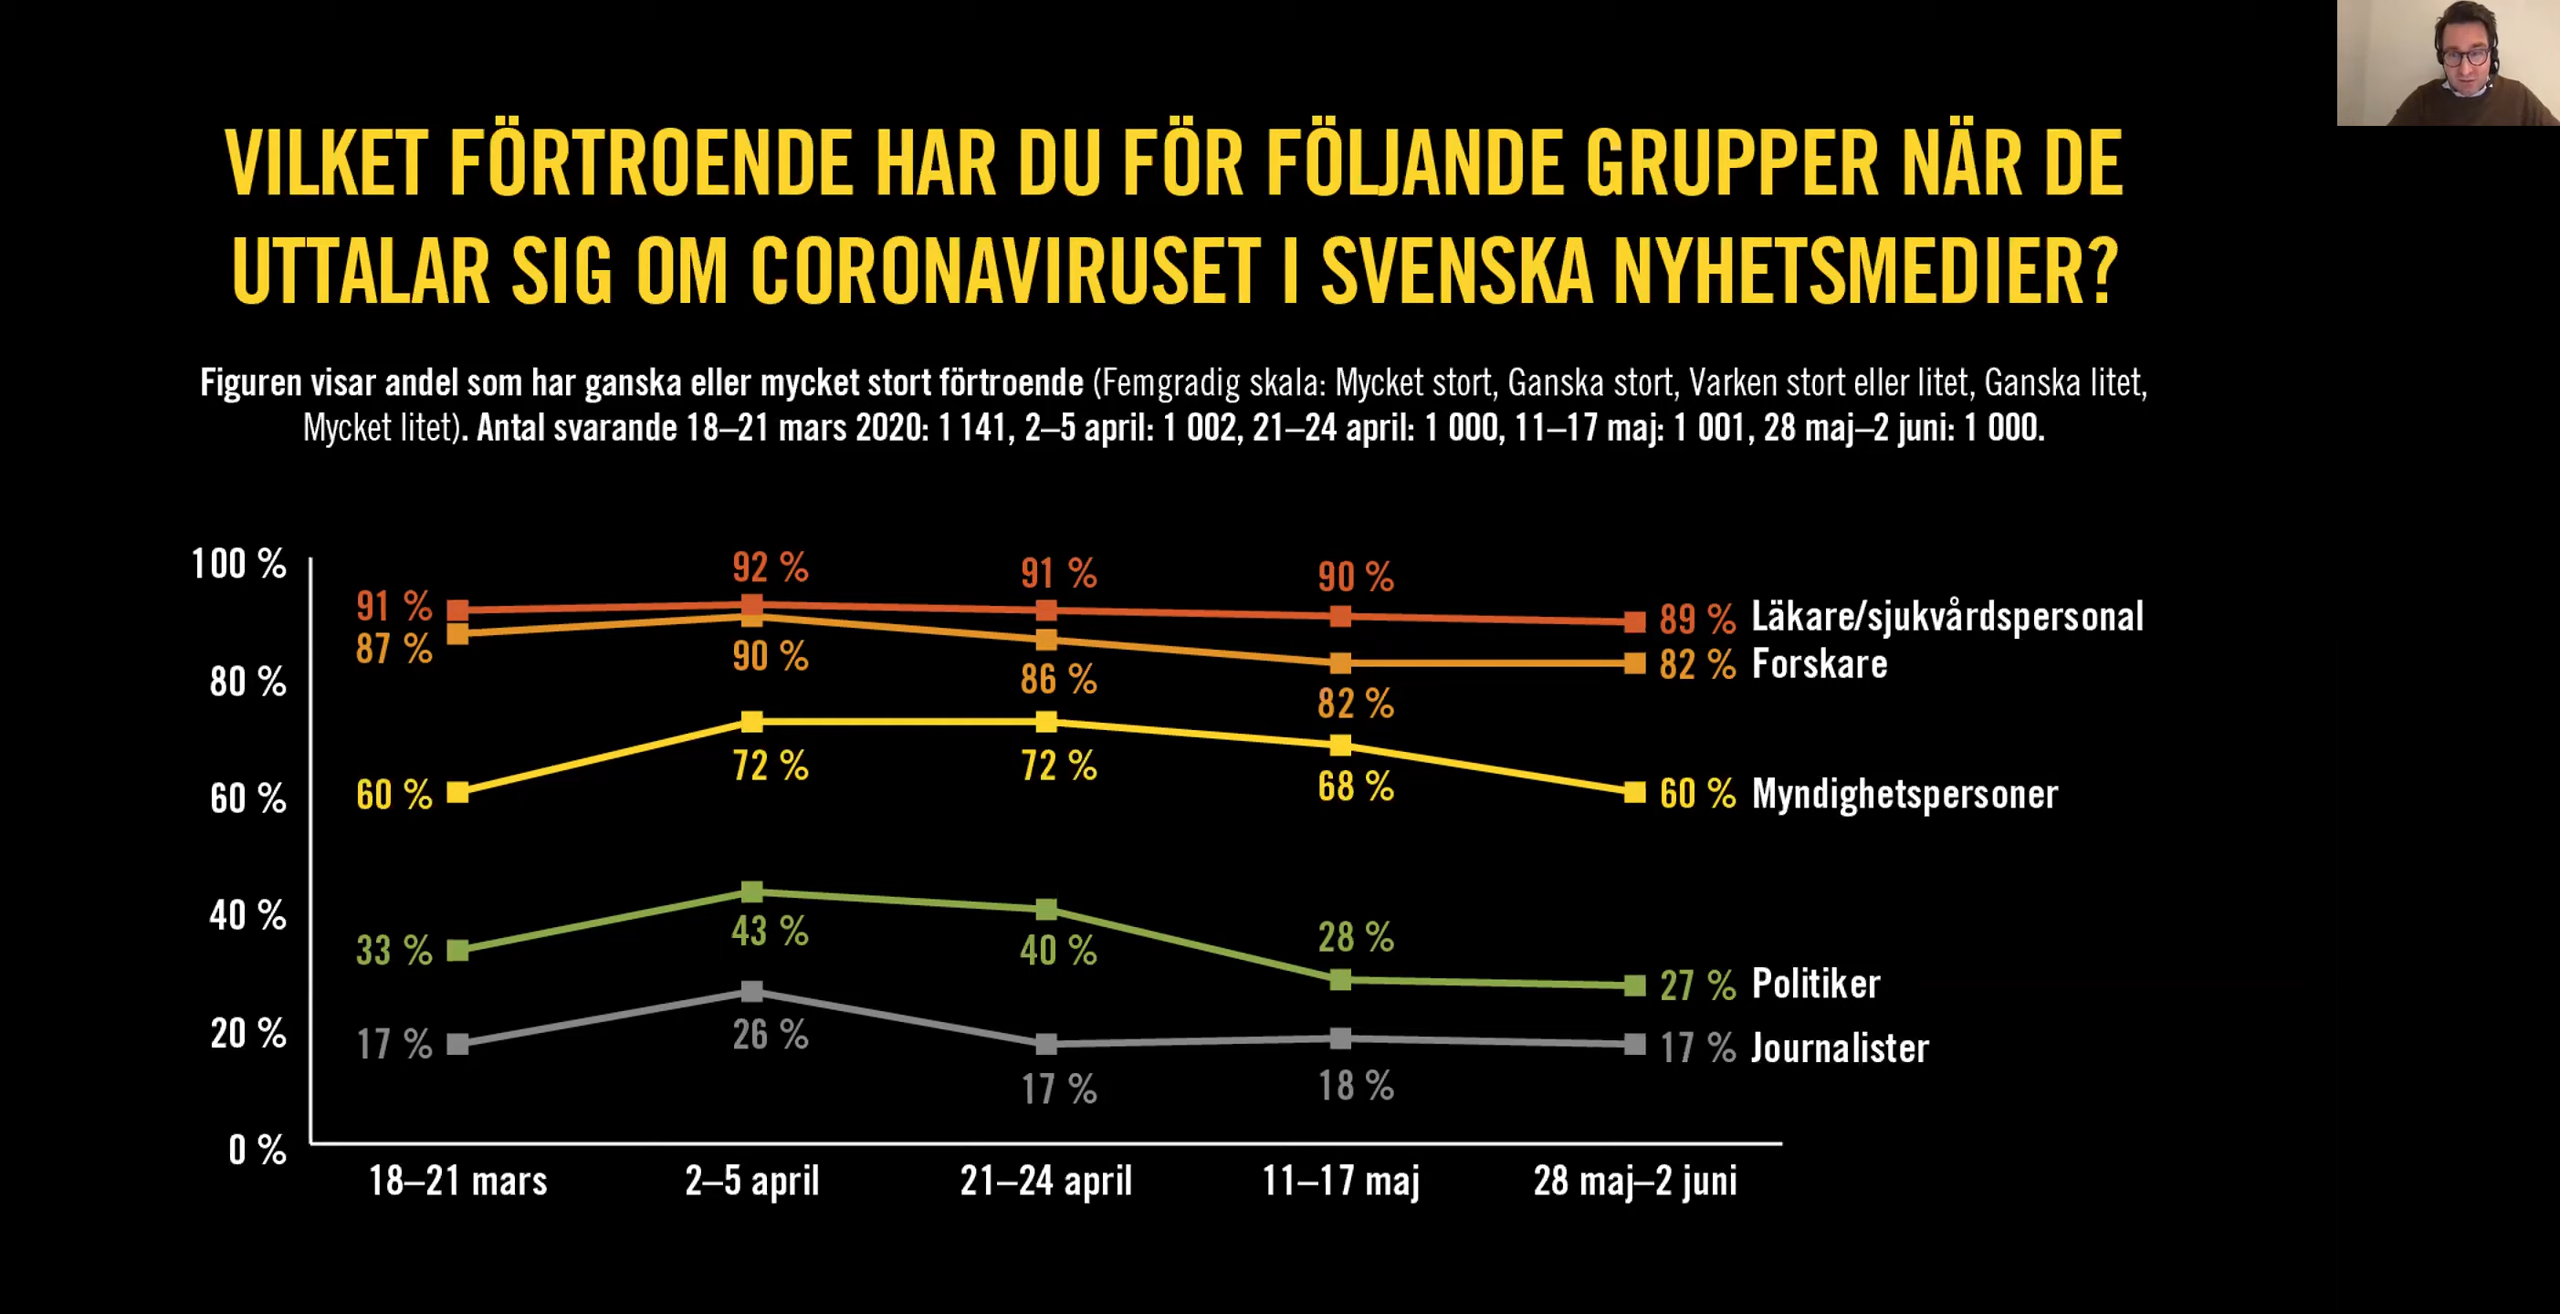 VILKET FÖRTROENDE HAR DU FÖR FÖLJANDE GRUPPER NÄR DE
UTTALAR SIG OM CORONAVIRUSET I SVENSKA NYHETSMEDIER?
Figuren visar andel som har ganska eller mycket stort förtroende (Femgradig skala: Mycket stort, Ganska stort, Varken stort eller litet, Ganska litet,
Mycket litet). Antal svarande 18–21 mars 2020: 1 141, 2–5 april: 1 002, 21–24 april: 1 000, 11–17 maj: 1 001, 28 maj–2 juni: 1 000.
100 %
80 %
60 %
40 %
20 %
0 %
91 % 92 % 91 % 90 % 89 % Läkare/sjukvårdspersonal
87 % 90 % 86 % 82 % 82 % Forskare
60 % 72 % 72 % 68 % 60 % Myndighetspersoner
33 % 43 % 40 % 28 % 27 % Politiker
17 % 26 % 17 % 18 % 17 % Journalister
18–21 mars 2–5 april 21–24 april 11–17 maj 28 maj–2 juni